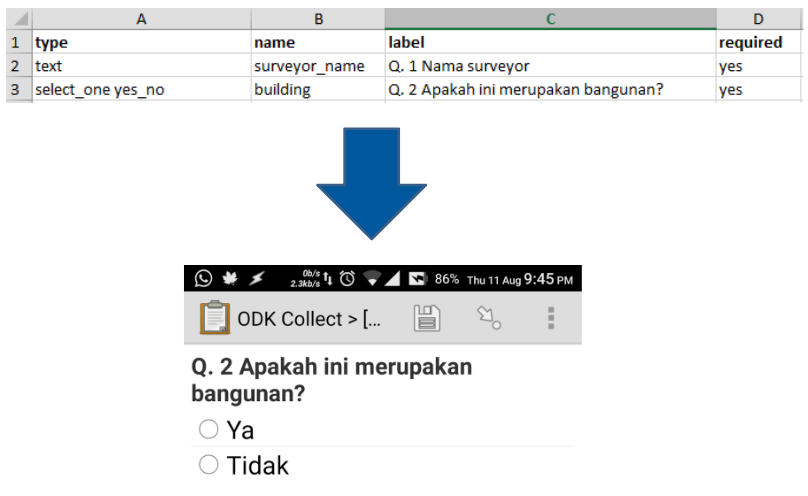 A B C D
1 type name label required
2 text surveyor_name Q. 1 Nama surveyor yes
3 select_one yes_no building Q. 2 Apakah ini merupakan bangunan? yes
0b/s
2.3kb/s 86% Thu 11 Aug 9:45 PM
ODK Collect > [...
Q. 2 Apakah ini merupakan
bangunan?
Ya
Tidak